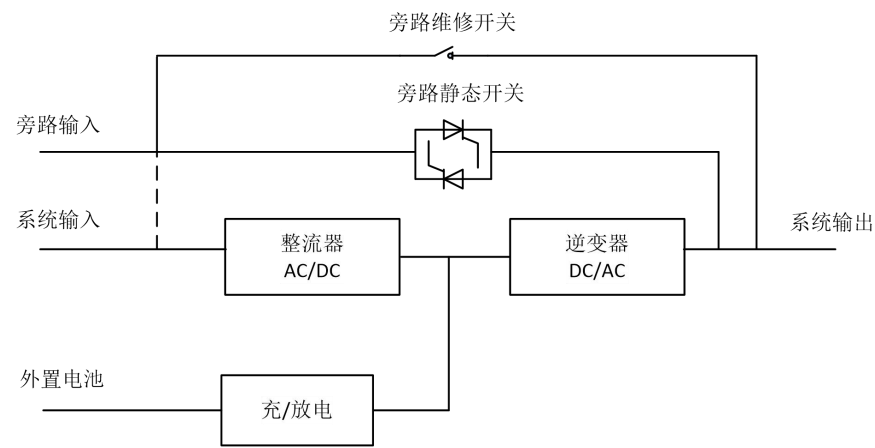 旁路维修开关
旁路静态开关
旁路输入
系统输入
系统输出
整流器
AC/DC
逆变器
DC/AC
外置电池
充/放电